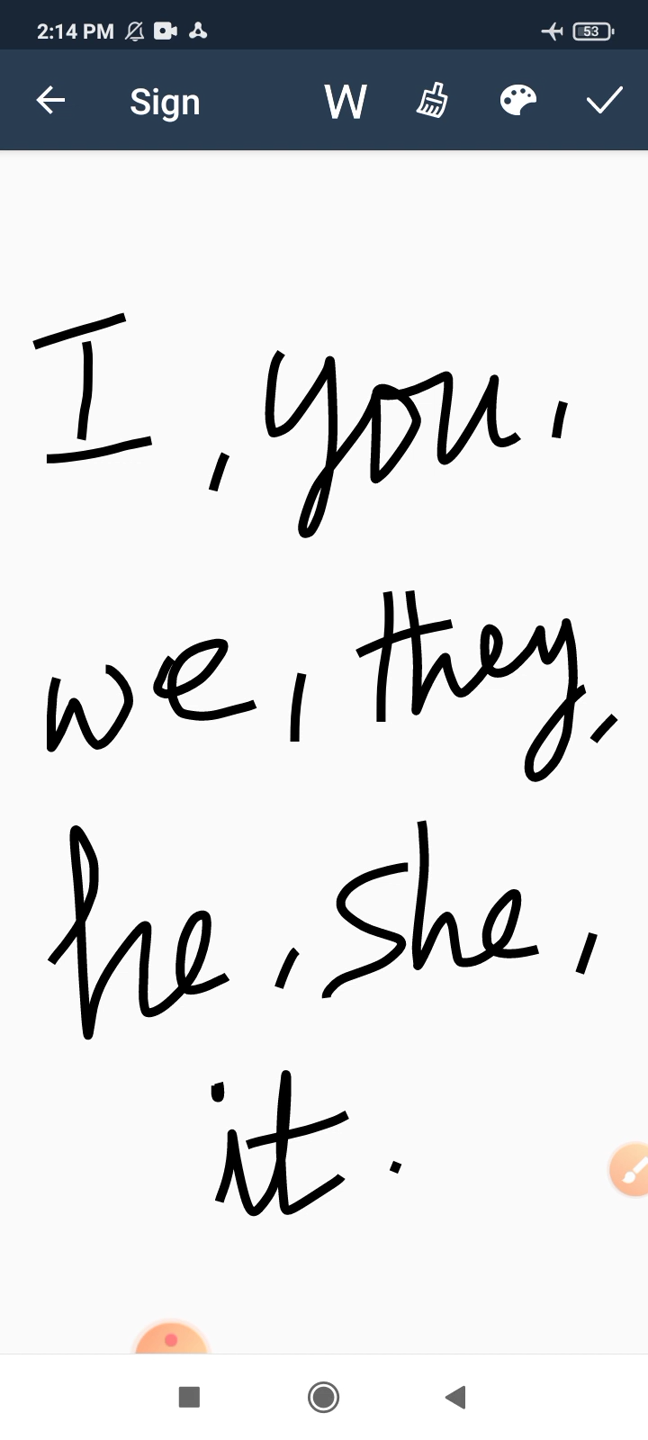 2:14 PM 53
Sign W
I, you,
we, they,
he, she,
it.